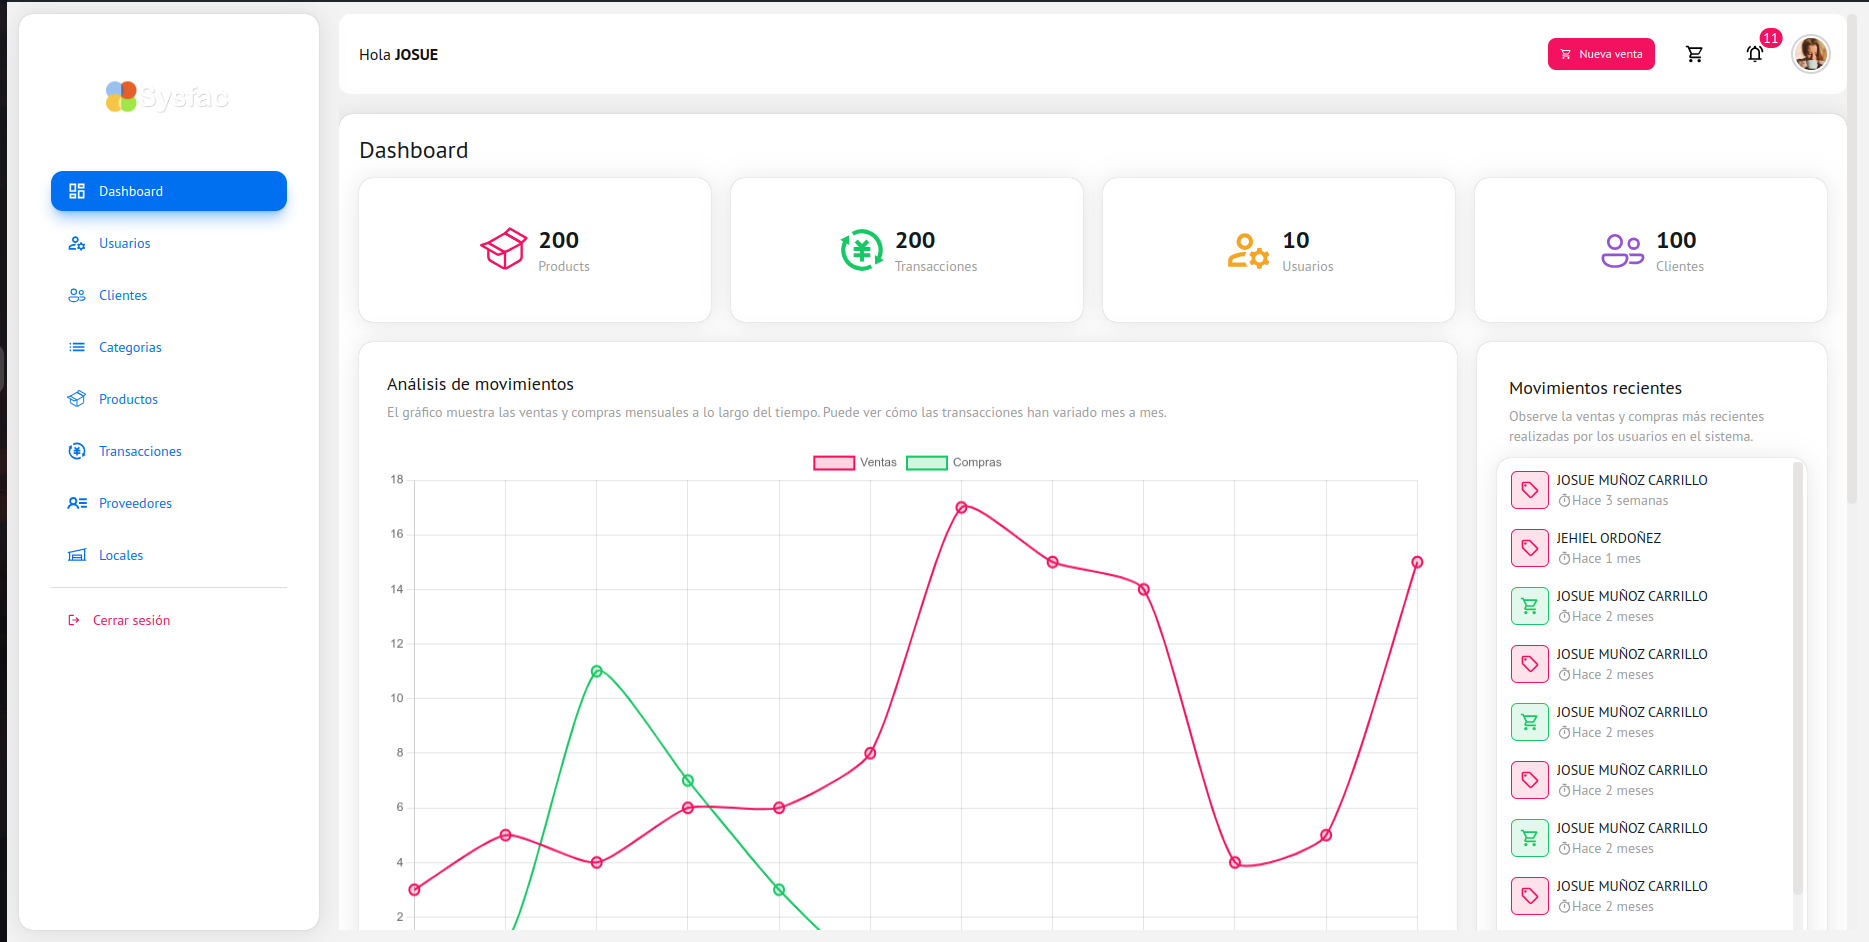 Sysfac
Dashboard
Usuarios
Clientes
Categorias
Productos
Transacciones
Proveedores
Locales
Cerrar sesión
Hola JOSUE
Nueva venta
11
Dashboard
200
Products
200
Transacciones
10
Usuarios
100
Clientes
Análisis de movimientos
El gráfico muestra las ventas y compras mensuales a lo largo del tiempo. Puede ver cómo las transacciones han variado mes a mes.
Ventas Compras
18
16
14
12
10
8
6
4
2
Movimientos recientes
Observe la ventas y compras más recientes
realizadas por los usuarios en el sistema.
JOSUE MUÑOZ CARRILLO
Hace 3 semanas
JEHIEL ORDOÑEZ
Hace 1 mes
JOSUE MUÑOZ CARRILLO
Hace 2 meses
JOSUE MUÑOZ CARRILLO
Hace 2 meses
JOSUE MUÑOZ CARRILLO
Hace 2 meses
JOSUE MUÑOZ CARRILLO
Hace 2 meses
JOSUE MUÑOZ CARRILLO
Hace 2 meses
JOSUE MUÑOZ CARRILLO
Hace 2 meses